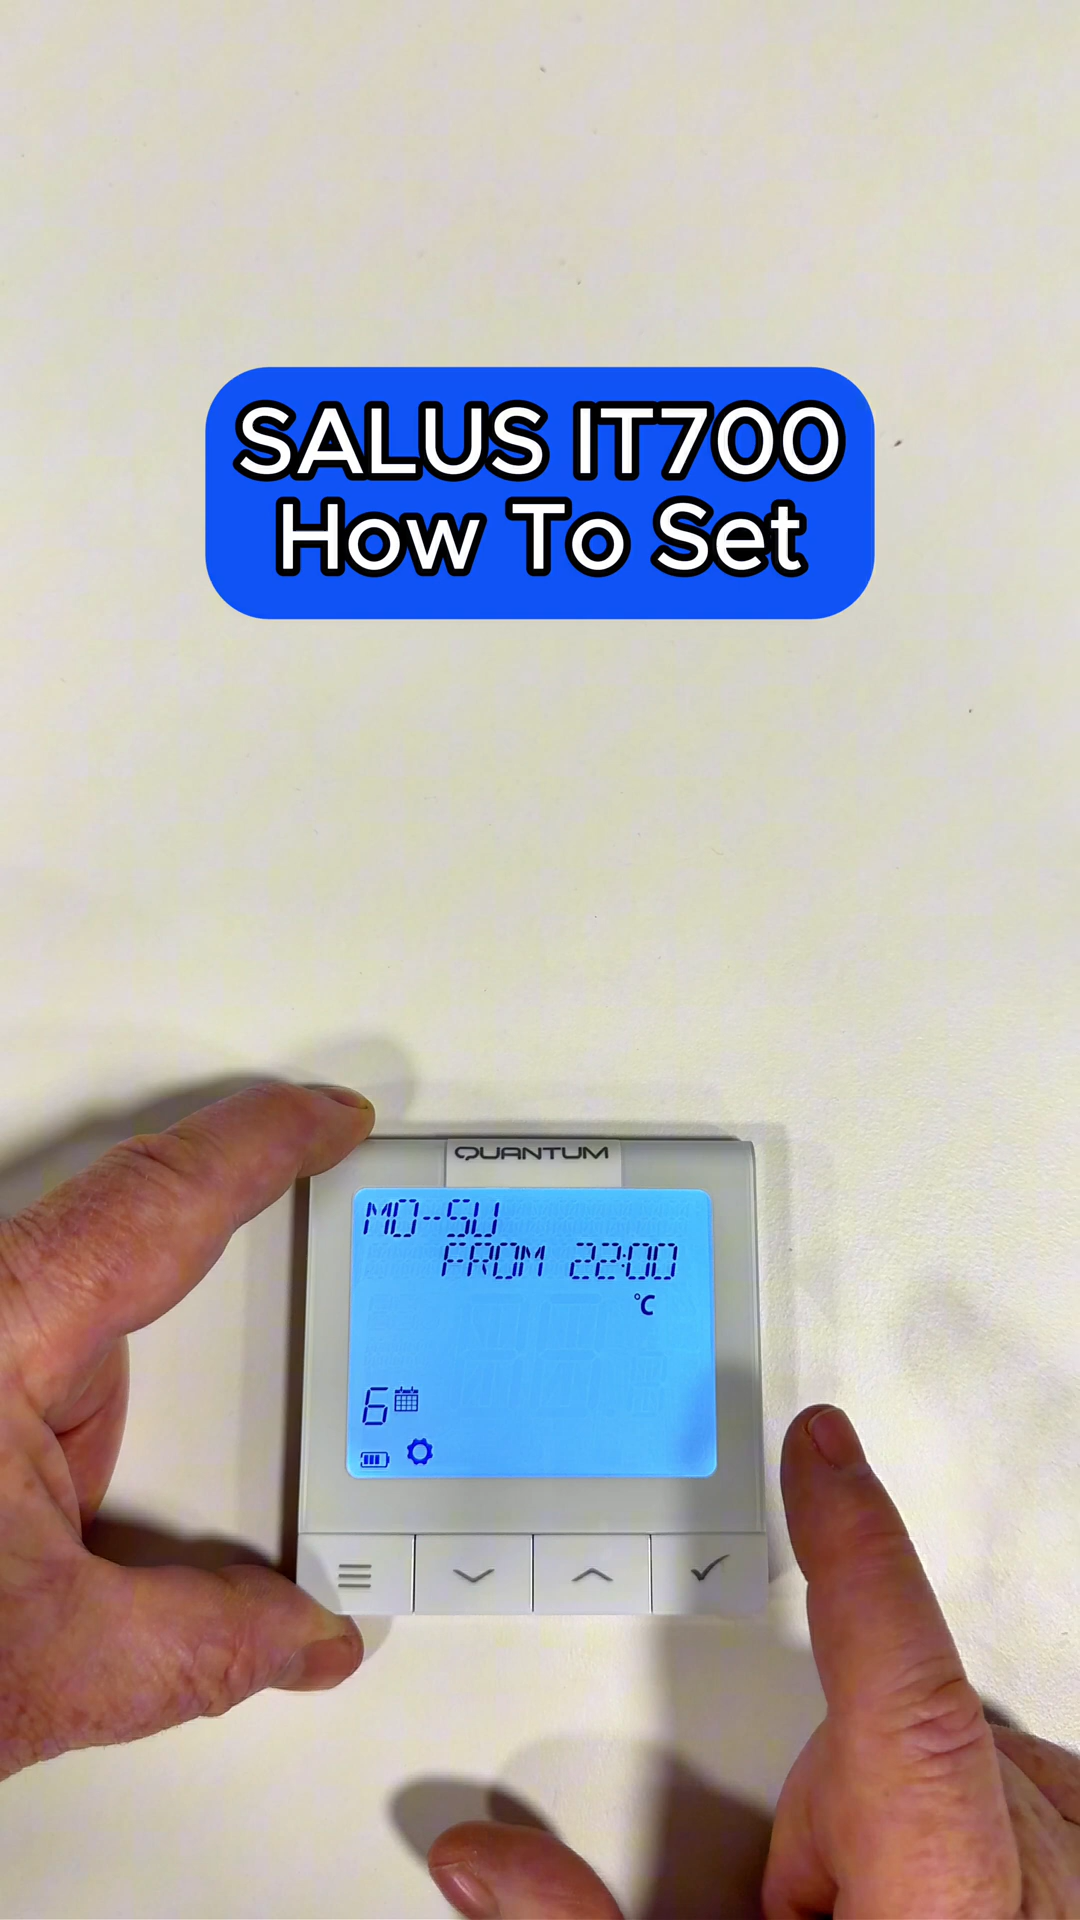 SALUS IT700
How To Set
QUANTUM
MO-SU
FROM 22:00
°C
6